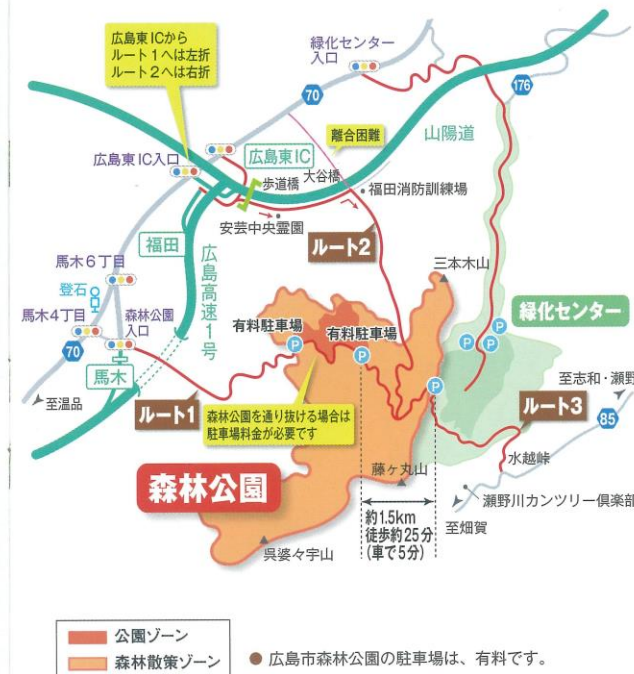 広島東ICから
ルート1へは左折
ルート2へは右折
緑化センター
入口
70
176
離合困難
山陽道
広島東IC入口
広島東IC
歩道橋
大谷橋
福田消防訓練場
安芸中央霊園
福田
広島高速1号
ルート2
馬木6丁目
三本木山
登石
馬木4丁目
森林公園
入口
有料駐車場
有料駐車場
緑化センター
P
P
P
P
P
P
70
馬木
至志和・瀬野
至温品
ルート1
森林公園を通り抜ける場合は
駐車場料金が必要です
ルート3
85
水越峠
森林公園
藤ヶ丸山
瀬野川カンツリー倶楽部
約1.5km
徒歩約25分
(車で5分)
至畑賀
呉婆々宇山
公園ゾーン
森林散策ゾーン
● 広島市森林公園の駐車場は、有料です。